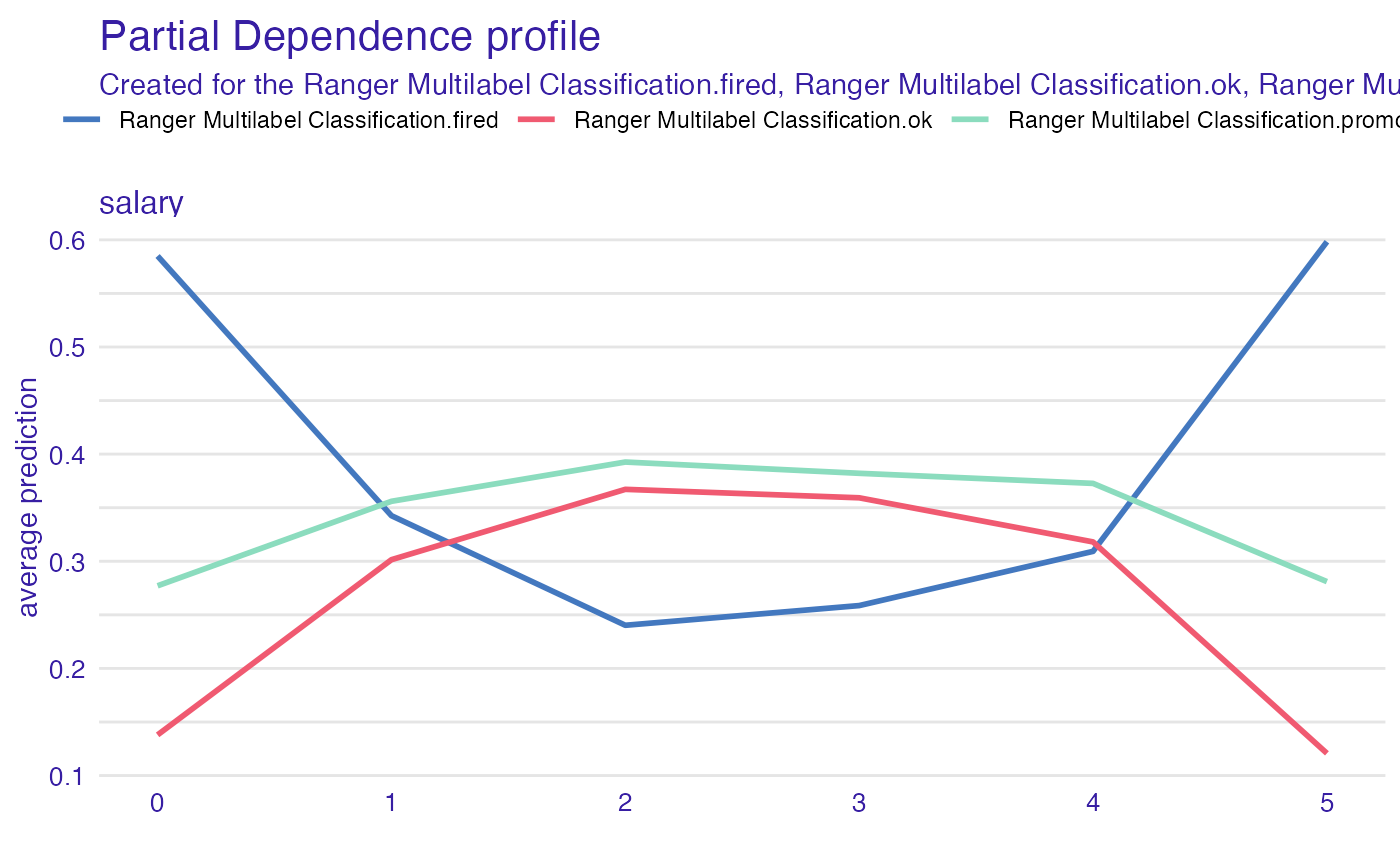 Partial Dependence profile
Created for the Ranger Multilabel Classification.fired, Ranger Multilabel Classification.ok, Ranger Mu
Ranger Multilabel Classification.fired Ranger Multilabel Classification.ok Ranger Multilabel Classification.promo
salary
0.6
0.5
0.4
0.3
0.2
0.1
average prediction
0 1 2 3 4 5